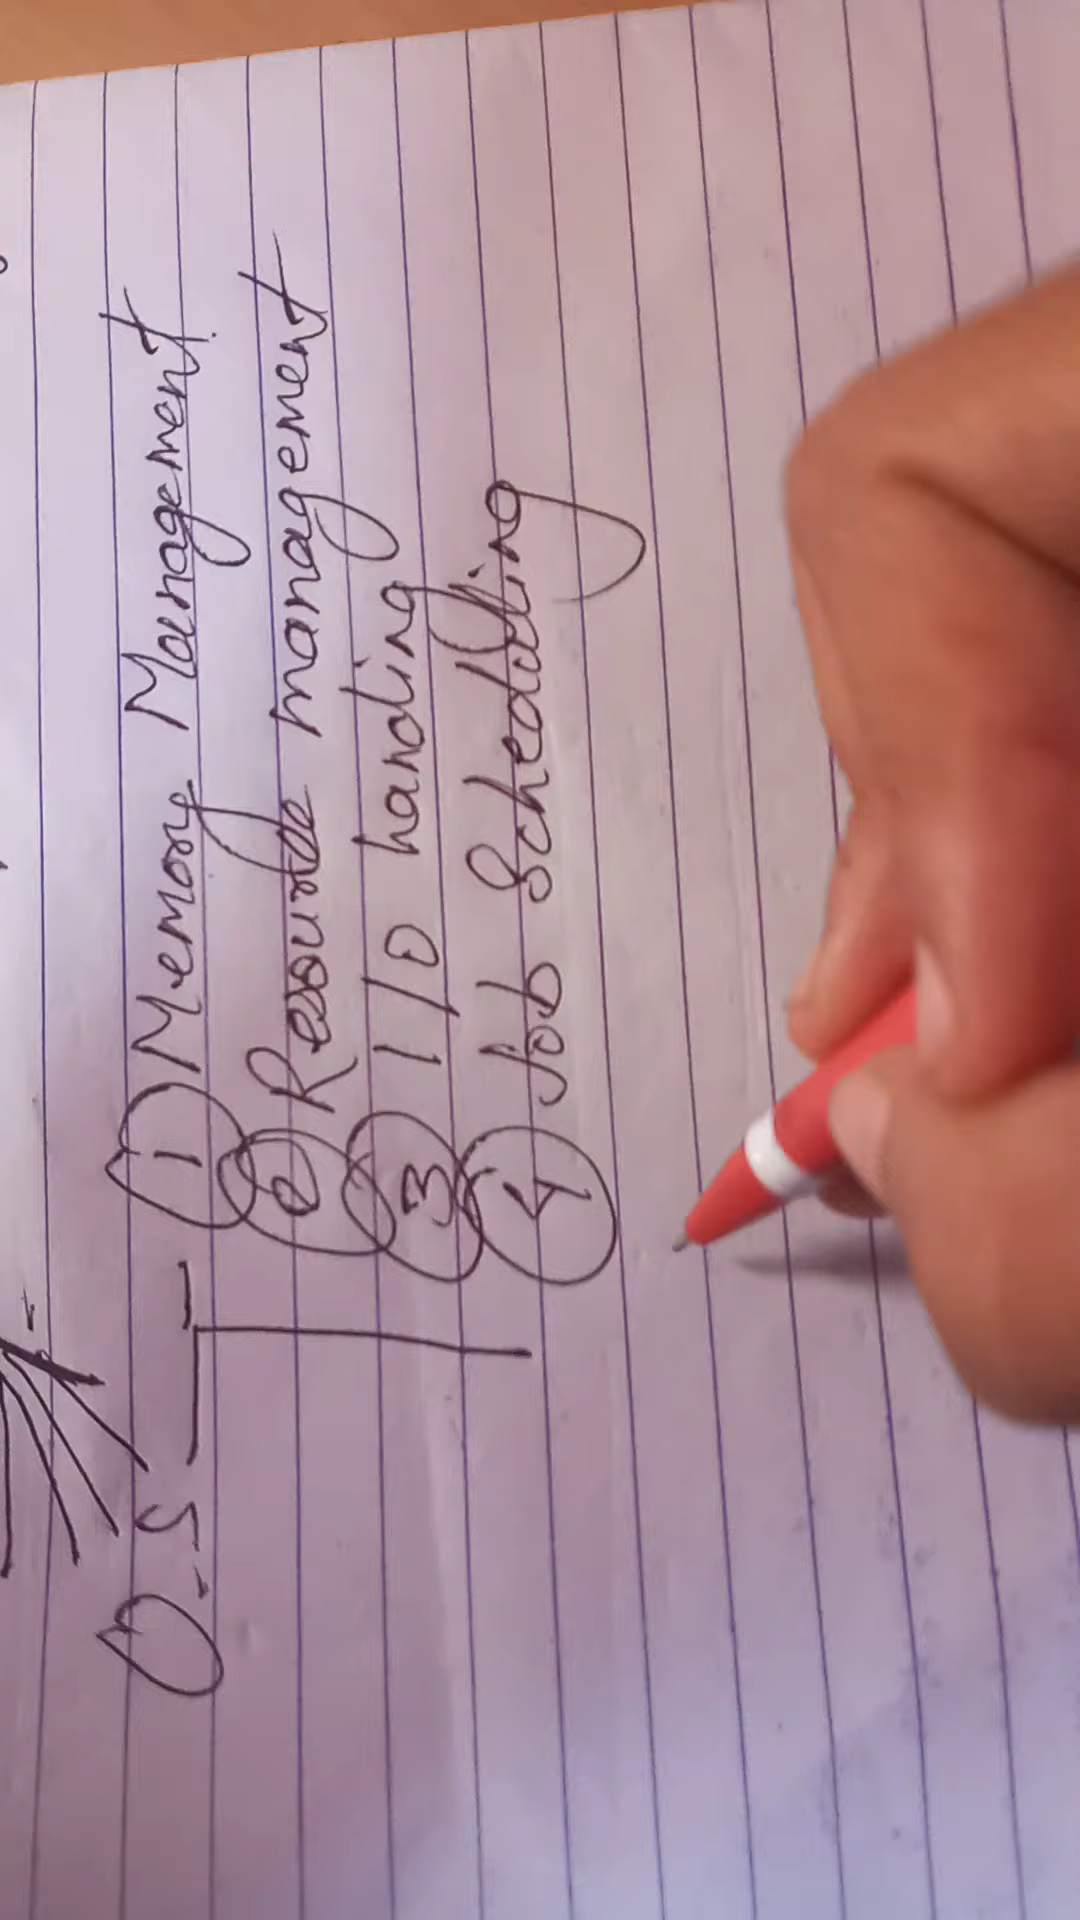 O.S — ① Memory Management
② Resource management
③ I/O handling
④ Job Scheduling